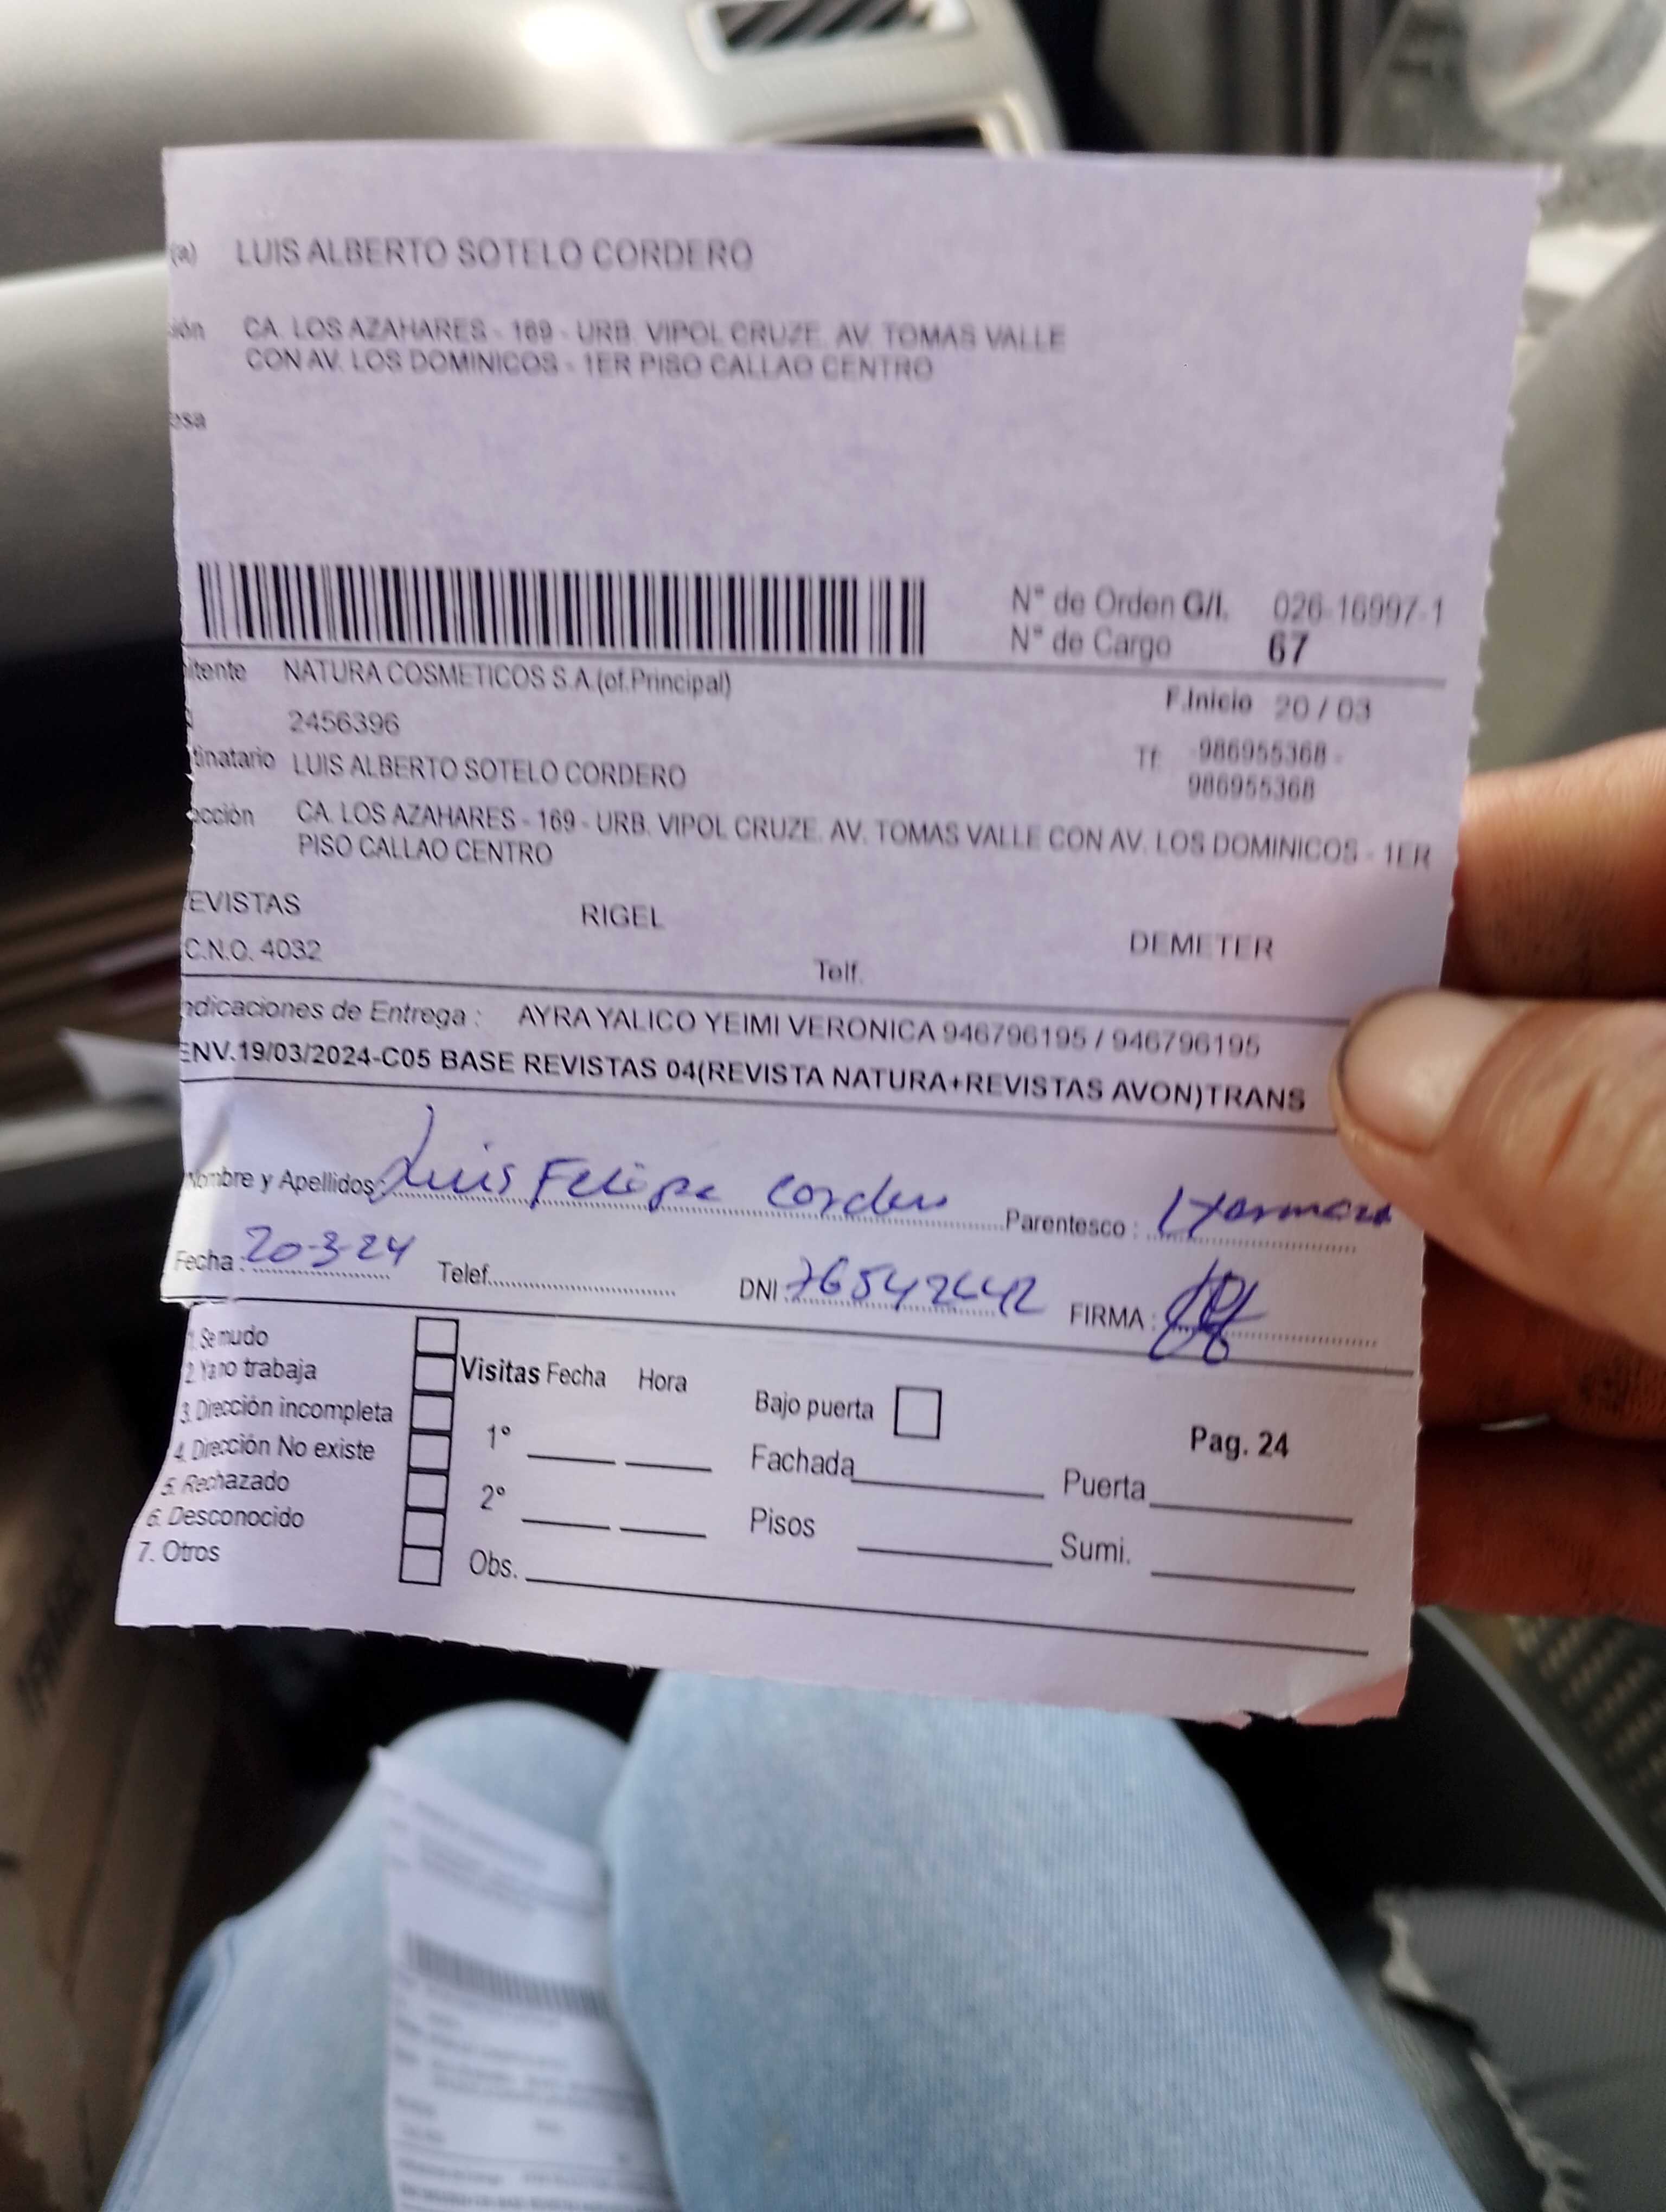 (a) LUIS ALBERTO SOTELO CORDERO
ión CA. LOS AZAHARES - 169 - URB. VIPOL CRUZE. AV. TOMAS VALLE
CON AV. LOS DOMINICOS - 1ER PISO CALLAO CENTRO
osa
N° de Orden G/I. 026-16997-1
N° de Cargo 67
itente NATURA COSMETICOS S.A.(of.Principal)
F.Inicio 20 / 03
2456396
Tf. -986955368 -
986955368
tinatario LUIS ALBERTO SOTELO CORDERO
ección CA. LOS AZAHARES - 169 - URB. VIPOL CRUZE. AV. TOMAS VALLE CON AV. LOS DOMINICOS - 1ER
PISO CALLAO CENTRO
EVISTAS RIGEL DEMETER
C.N.O. 4032 Telf.
ndicaciones de Entrega : AYRA YALICO YEIMI VERONICA 946796195 / 946796195
ENV.19/03/2024-C05 BASE REVISTAS 04(REVISTA NATURA+REVISTAS AVON)TRANS
Nombre y Apellidos: Luis Felipe Cordero Parentesco : Hermano
Fecha : 20-3-24 Telef. DNI : 76542442 FIRMA :
1. Se mudo
2. Ya no trabaja
3. Dirección incompleta
4. Dirección No existe
5. Rechazado
6. Desconocido
7. Otros
Visitas Fecha Hora
1°
2°
Obs.
Bajo puerta
Fachada
Pisos
Pag. 24
Puerta
Sumi.